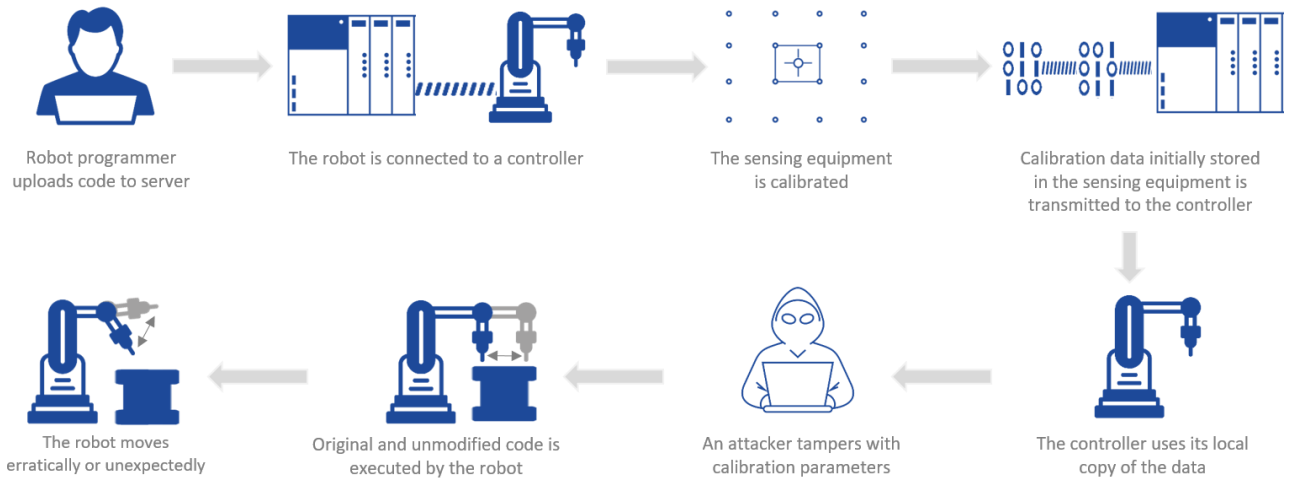 Robot programmer
uploads code to server
The robot is connected to a controller
The sensing equipment
is calibrated
Calibration data initially stored
in the sensing equipment is
transmitted to the controller
The controller uses its local
copy of the data
An attacker tampers with
calibration parameters
Original and unmodified code is
executed by the robot
The robot moves
erratically or unexpectedly